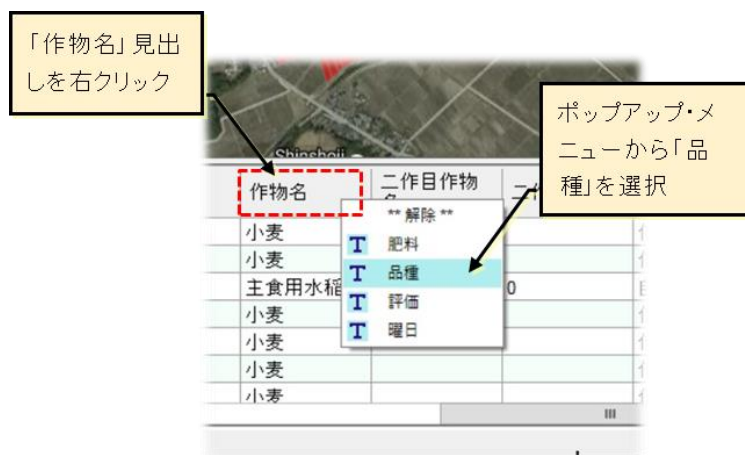 「作物名」見出
しを右クリック
ポップアップ・メ
ニューから「品
種」を選択
Shinshoji
作物名
二作目作物
** 解除 **
小麦
T 肥料
小麦
T 品種
主食用水稲
0
T 評価
小麦
T 曜日
小麦
小麦
小麦